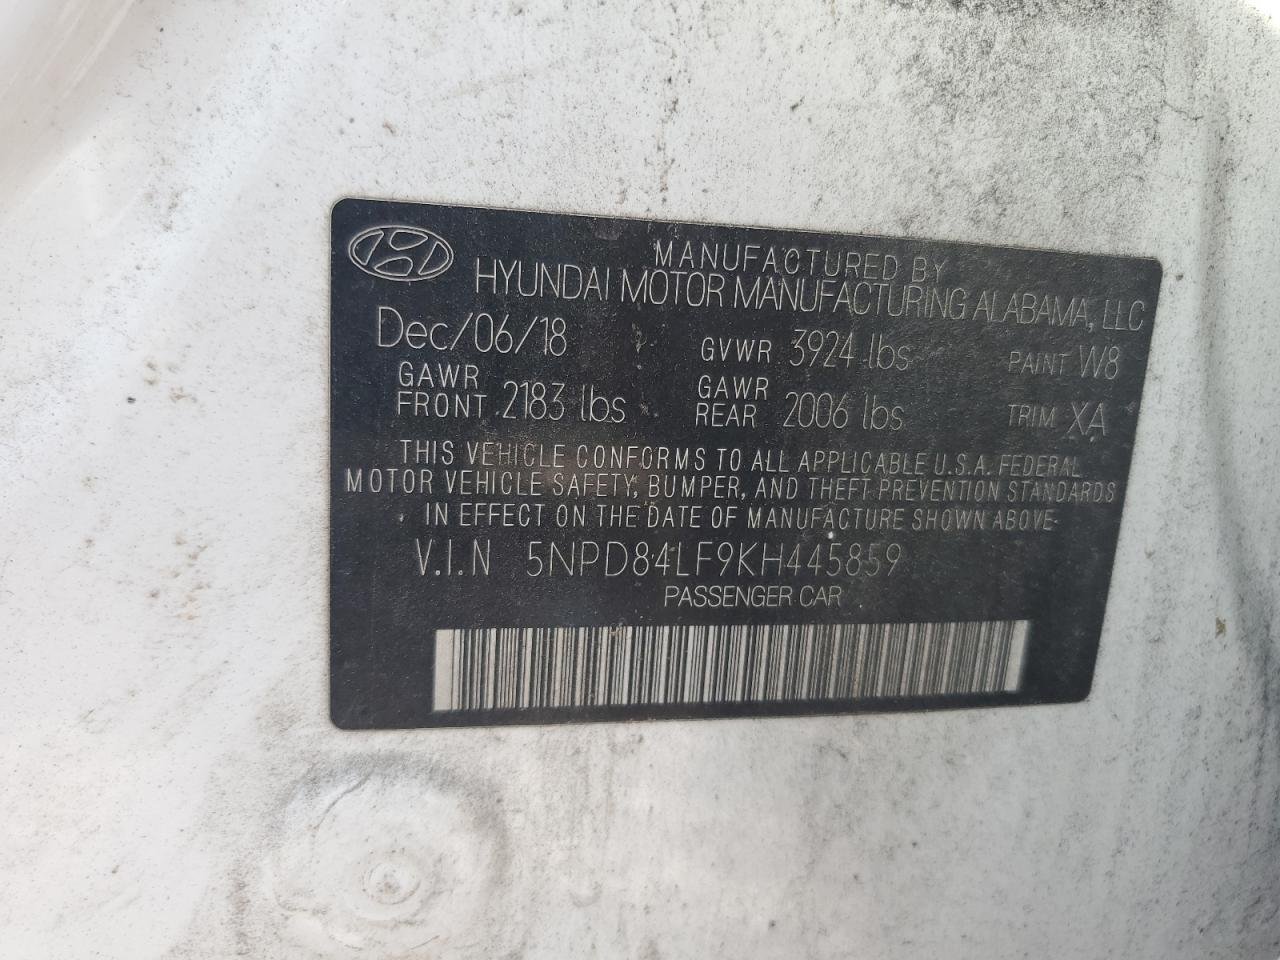 MANUFACTURED BY
HYUNDAI MOTOR MANUFACTURING ALABAMA, LLC
Dec/06/18 GVWR 3924 lbs PAINT W8
GAWR FRONT 2183 lbs GAWR REAR 2006 lbs TRIM XA
THIS VEHICLE CONFORMS TO ALL APPLICABLE U.S.A. FEDERAL
MOTOR VEHICLE SAFETY, BUMPER, AND THEFT PREVENTION STANDARDS
IN EFFECT ON THE DATE OF MANUFACTURE SHOWN ABOVE.
V.I.N 5NPD84LF9KH445859
PASSENGER CAR